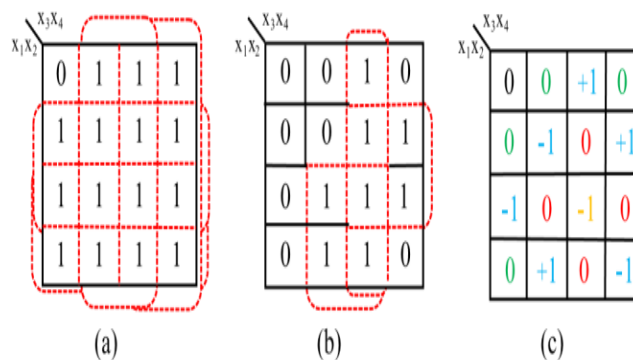 x₃x₄ x₃x₄ x₃x₄
x₁x₂ x₁x₂ x₁x₂
0 1 1 1 0 0 1 0 0 0 +1 0
1 1 1 1 0 0 1 1 0 -1 0 +1
1 1 1 1 0 1 1 1 -1 0 -1 0
1 1 1 1 0 1 1 0 0 +1 0 -1
(a) (b) (c)